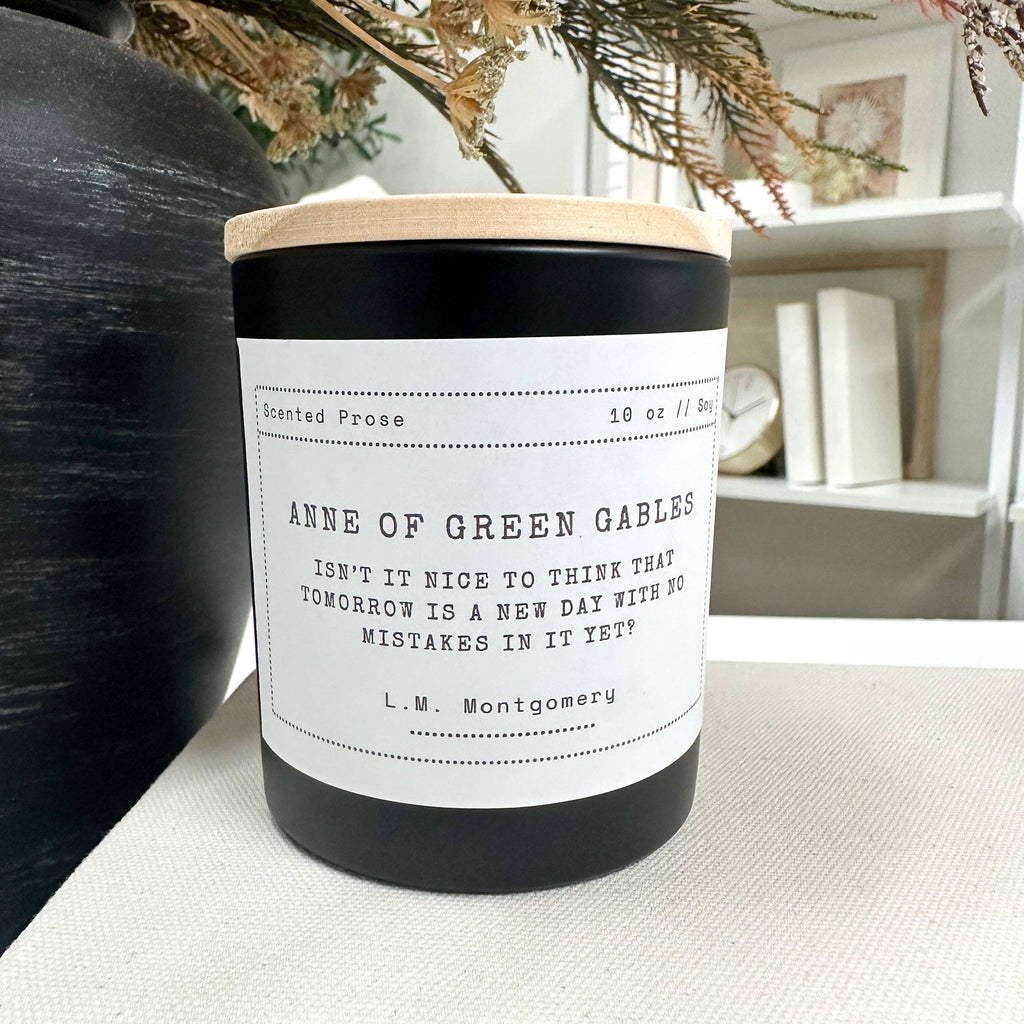 Scented Prose 10 oz // Soy
ANNE OF GREEN GABLES
ISN'T IT NICE TO THINK THAT
TOMORROW IS A NEW DAY WITH NO
MISTAKES IN IT YET?
L.M. Montgomery